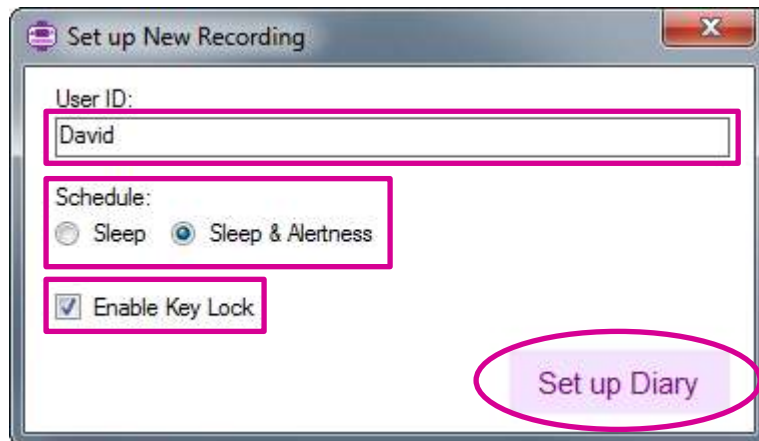 Set up New Recording
User ID:
David
Schedule:
Sleep Sleep & Alertness
Enable Key Lock
Set up Diary